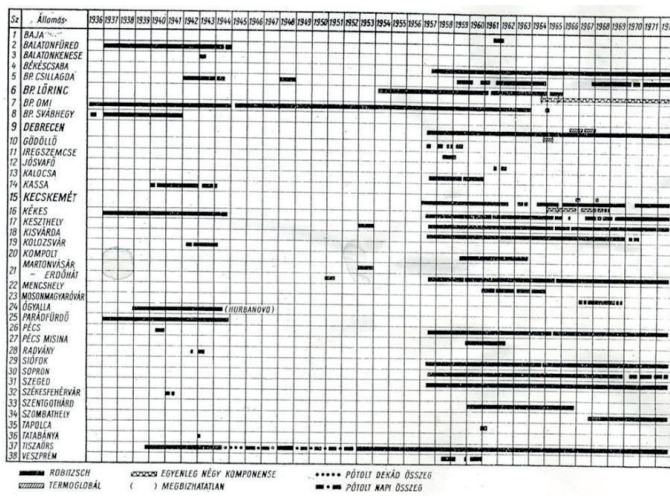 Sz Állomás 1936 1937 1938 1939 1940 1941 1942 1943 1944 1945 1946 1947 1948 1949 1950 1951 1952 1953 1954 1955 1956 1957 1958 1959 1960 1961 1962 1963 1964 1965 1966 1967 1968 1969 1970 1971
1 BAJA
2 BALATONFÜRED
3 BALATONKENESE
4 BÉKÉSCSABA
5 BP. CSILLAGDA
6 BP. LŐRINC
7 BP. OMI
8 BP. SVÁBHEGY
9 DEBRECEN
10 GÖDÖLLŐ
11 IREGSZEMCSE
12 JÓSVAFŐ
13 KALOCSA
14 KASSA
15 KECSKEMÉT
16 KÉKES
17 KESZTHELY
18 KISVÁRDA
19 KOLOZSVÁR
20 KOMPOLT
21 MARTONVÁSÁR
- ERDŐHÁT
22 MENCSHELY
23 MOSONMAGYARÓVÁR
24 ÓGYALLA (HURBANOVO)
25 PARÁDFÜRDŐ
26 PÉCS
27 PÉCS MISINA
28 RADVÁNY
29 SIÓFOK
30 SOPRON
31 SZEGED
32 SZÉKESFEHÉRVÁR
33 SZENTGOTTHÁRD
34 SZOMBATHELY
35 TAPOLCA
36 TATABÁNYA
37 TISZAÖRS
38 VESZPRÉM
ROBITZSCH EGYENLEG NÉGY KOMPONENSE PÓTOLT DEKÁD ÖSSZEG
TERMOGLOBÁL ( ) MEGBIZHATATLAN PÓTOLT NAPI ÖSSZEG